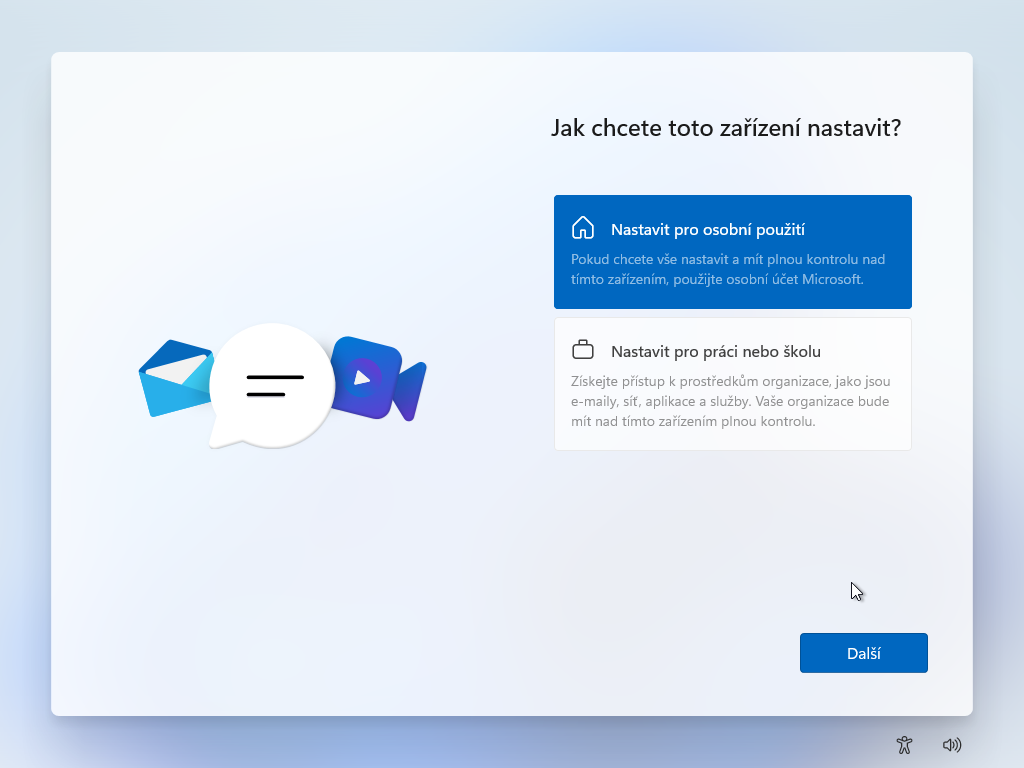 Jak chcete toto zařízení nastavit?
Nastavit pro osobní použití
Pokud chcete vše nastavit a mít plnou kontrolu nad
tímto zařízením, použijte osobní účet Microsoft.
Nastavit pro práci nebo školu
Získejte přístup k prostředkům organizace, jako jsou
e-maily, síť, aplikace a služby. Vaše organizace bude
mít nad tímto zařízením plnou kontrolu.
Další